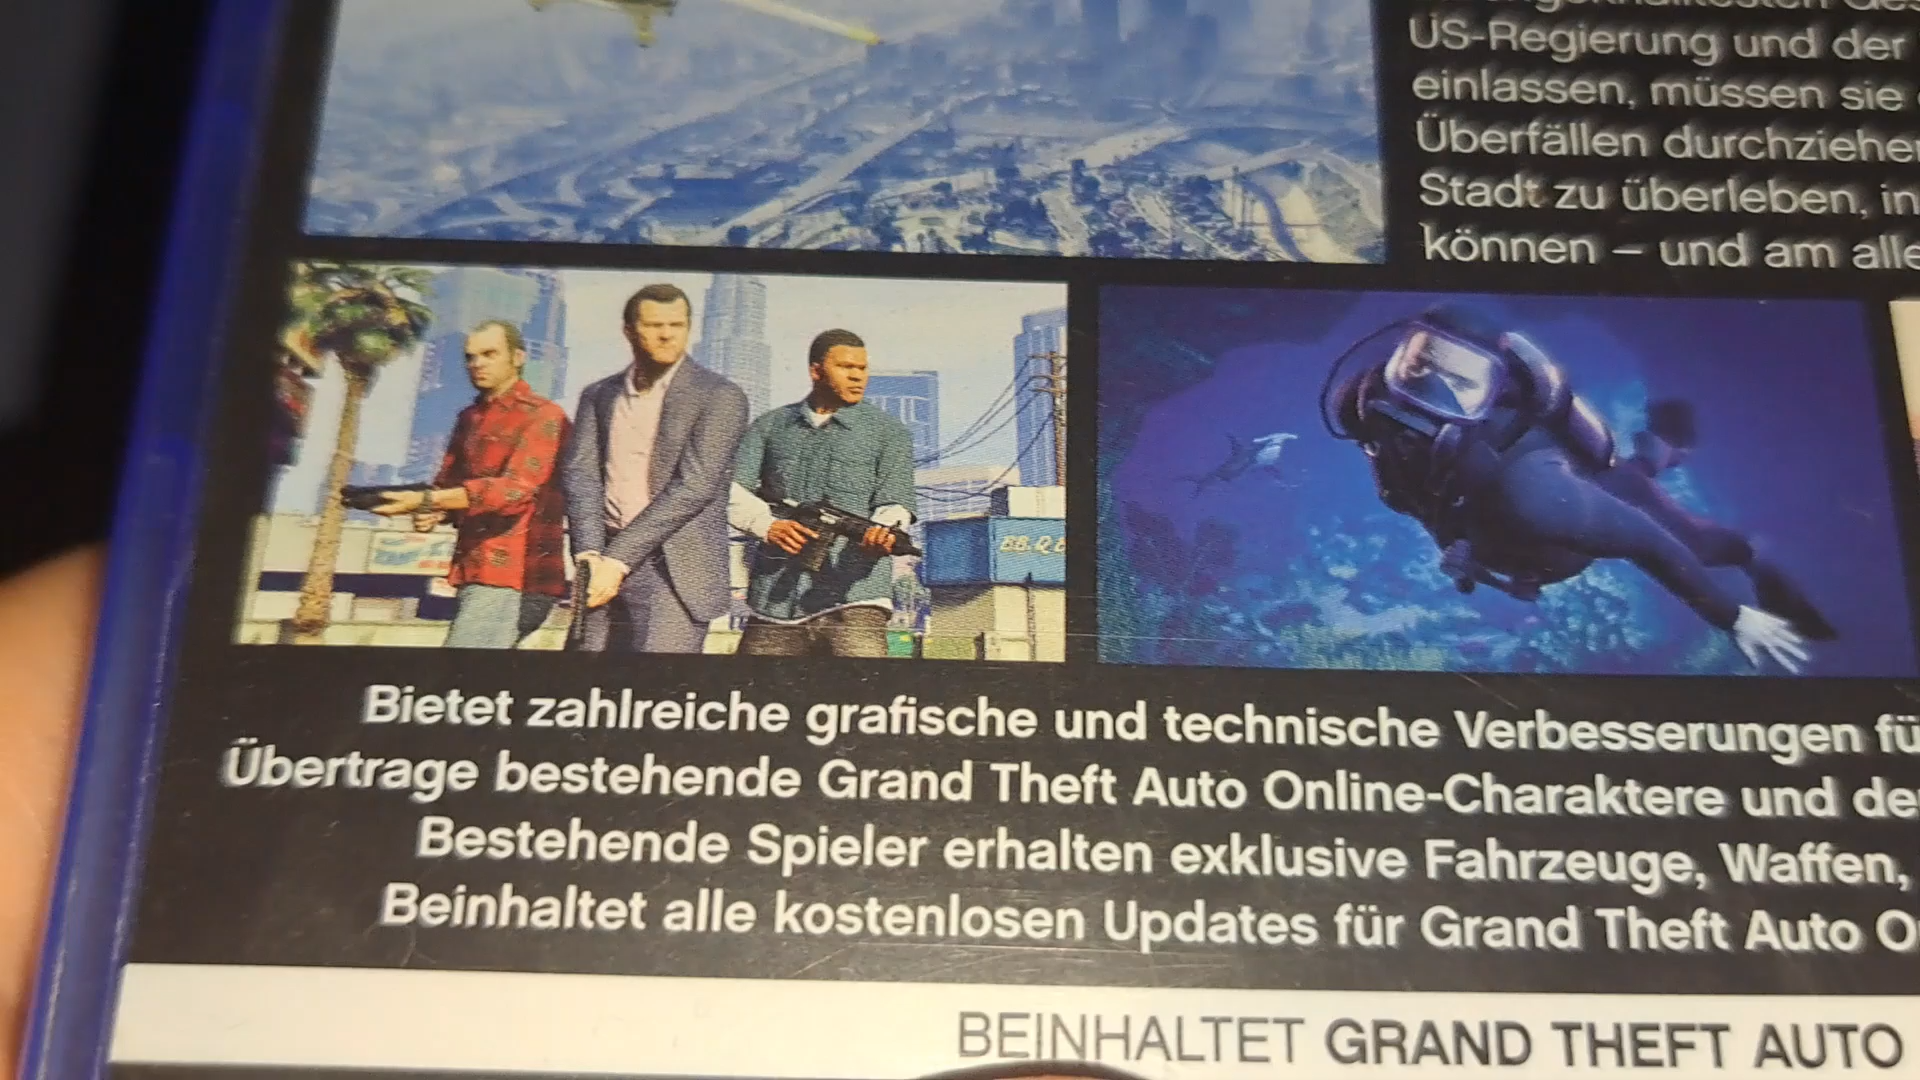 US-Regierung und der
einlassen, müssen sie
Überfällen durchziehen
Stadt zu überleben, in
können – und am alle
BB.Q
Bietet zahlreiche grafische und technische Verbesserungen fü
Übertrage bestehende Grand Theft Auto Online-Charaktere und de
Bestehende Spieler erhalten exklusive Fahrzeuge, Waffen,
Beinhaltet alle kostenlosen Updates für Grand Theft Auto O
BEINHALTET GRAND THEFT AUTO